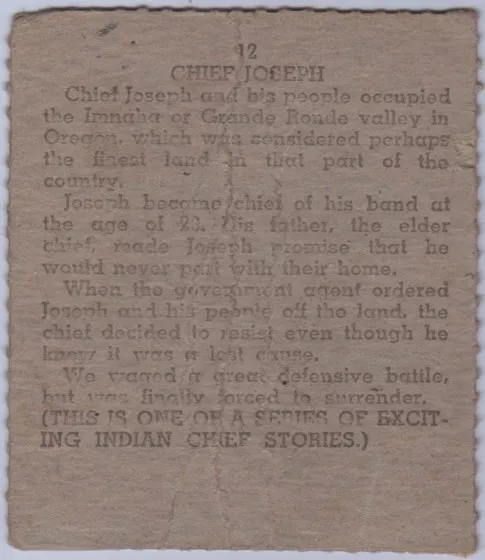 12
CHIEF JOSEPH
Chief Joseph and his people occupied
the Imnaha or Grande Ronde valley in
Oregon, which was considered perhaps
the finest land in that part of the
country.
Joseph became chief of his band at
the age of 23. His father, the elder
chief, made Joseph promise that he
would never part with their home.
When the government agent ordered
Joseph and his people off the land, the
chief decided to resist even though he
knew it was a lost cause.
We waged a great defensive battle,
but was finally forced to surrender.
(THIS IS ONE OF A SERIES OF EXCIT-
ING INDIAN CHIEF STORIES.)